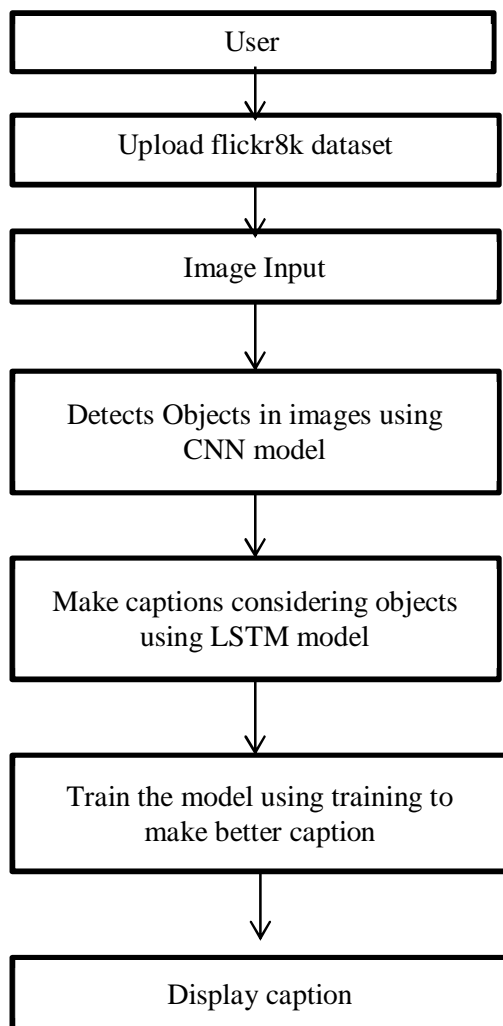 User
Upload flickr8k dataset
Image Input
Detects Objects in images using
CNN model
Make captions considering objects
using LSTM model
Train the model using training to
make better caption
Display caption